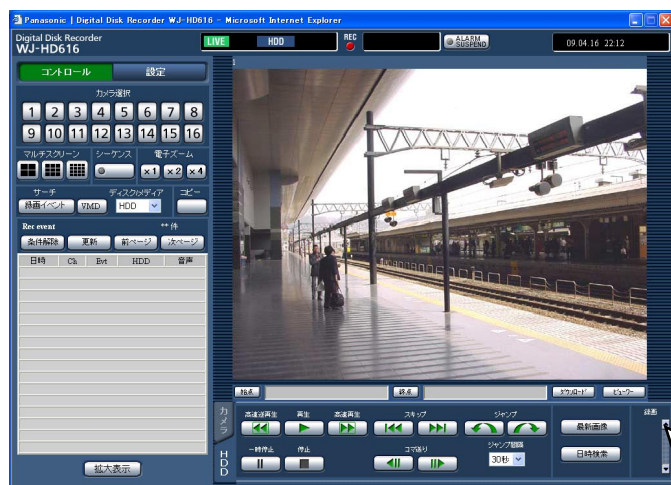 Panasonic | Digital Disk Recorder WJ-HD616 - Microsoft Internet Explorer
Digital Disk Recorder
WJ-HD616
LIVE
HDD
REC
ALARM
SUSPEND
09.04.16 22:12
コントロール
設定
カメラ選択
1 2 3 4 5 6 7 8
9 10 11 12 13 14 15 16
マルチスクリーン シーケンス 電子ズーム
×1 ×2 ×4
サーチ ディスク/メディア コピー
録画イベント VMD HDD
Rec event ** 件
条件解除 更新 前ページ 次ページ
日時 Ch Evt HDD 音声
拡大表示
始点 終点 ダウンロード ビューワー
カメラ
HDD
高速逆再生 再生 高速再生 スキップ ジャンプ 録画
最新画像
一時停止 停止 コマ送り ジャンプ間隔
30秒
日時検索